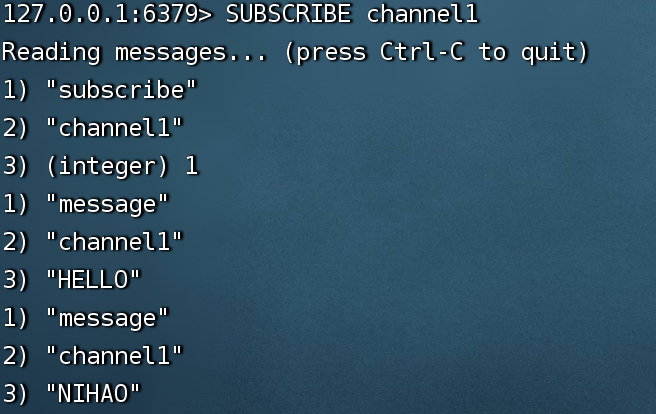 127.0.0.1:6379> SUBSCRIBE channel1
Reading messages... (press Ctrl-C to quit)
1) "subscribe"
2) "channel1"
3) (integer) 1
1) "message"
2) "channel1"
3) "HELLO"
1) "message"
2) "channel1"
3) "NIHAO"